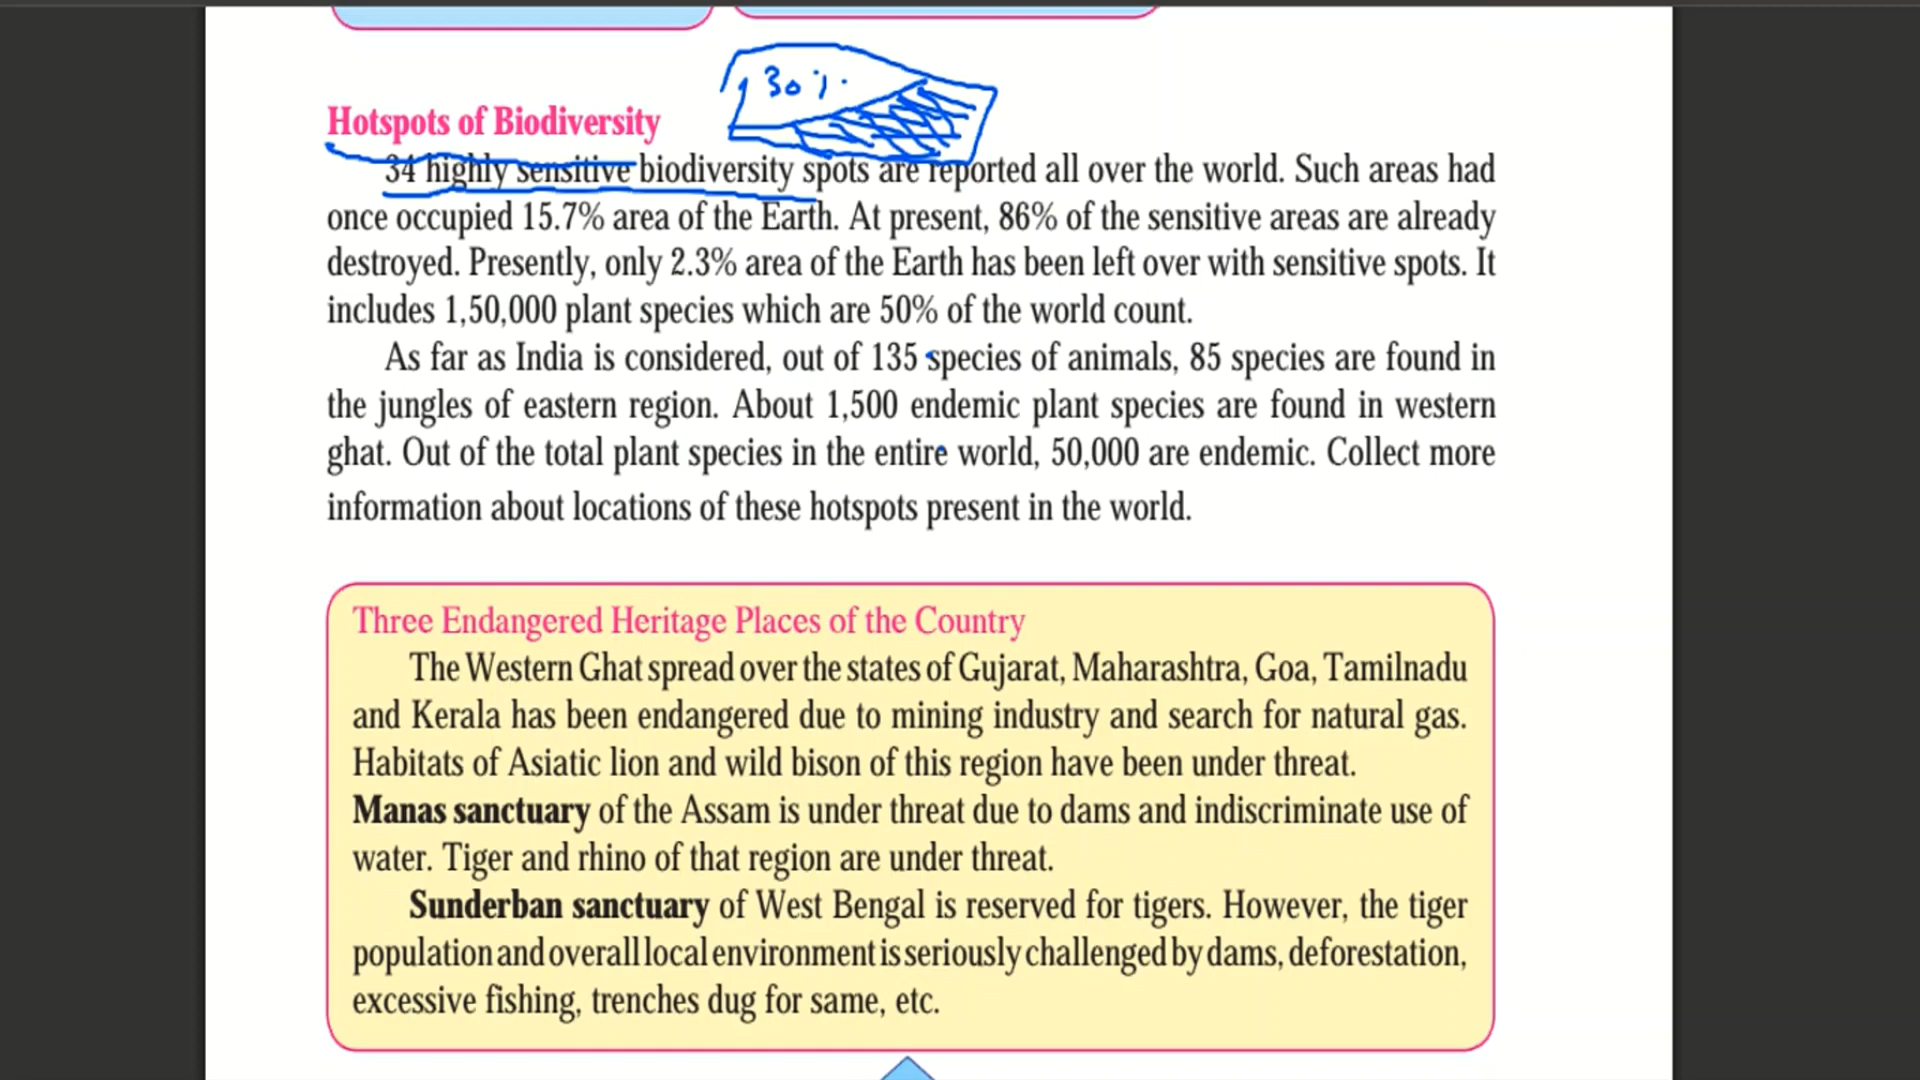 30 %.
Hotspots of Biodiversity
34 highly sensitive biodiversity spots are reported all over the world. Such areas had
once occupied 15.7% area of the Earth. At present, 86% of the sensitive areas are already
destroyed. Presently, only 2.3% area of the Earth has been left over with sensitive spots. It
includes 1,50,000 plant species which are 50% of the world count.
As far as India is considered, out of 135 species of animals, 85 species are found in
the jungles of eastern region. About 1,500 endemic plant species are found in western
ghat. Out of the total plant species in the entire world, 50,000 are endemic. Collect more
information about locations of these hotspots present in the world.
Three Endangered Heritage Places of the Country
The Western Ghat spread over the states of Gujarat, Maharashtra, Goa, Tamilnadu
and Kerala has been endangered due to mining industry and search for natural gas.
Habitats of Asiatic lion and wild bison of this region have been under threat.
Manas sanctuary of the Assam is under threat due to dams and indiscriminate use of
water. Tiger and rhino of that region are under threat.
Sunderban sanctuary of West Bengal is reserved for tigers. However, the tiger
population and overall local environment is seriously challenged by dams, deforestation,
excessive fishing, trenches dug for same, etc.